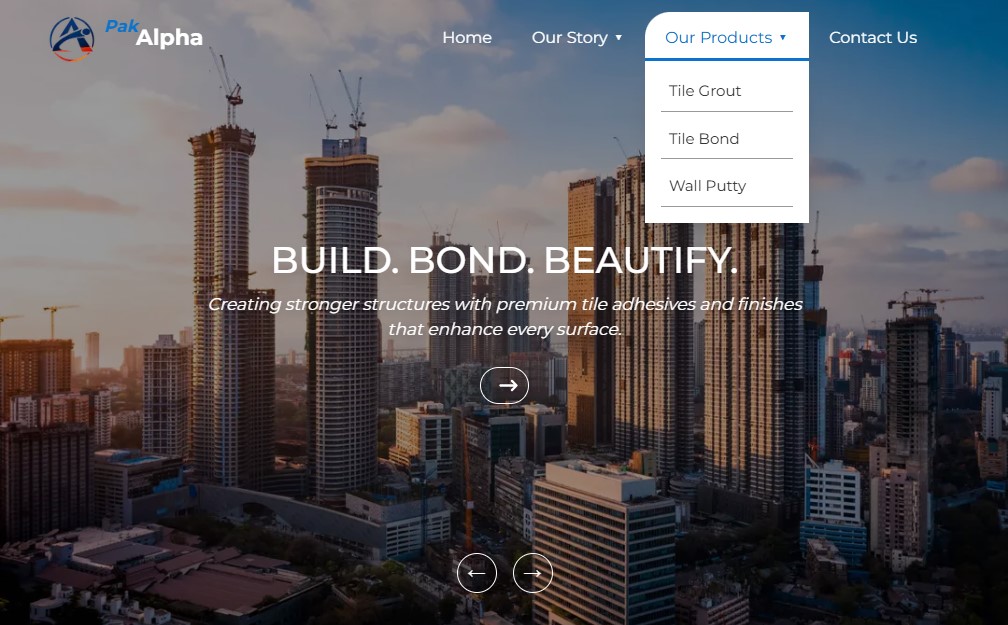 Pak
Alpha
Home
Our Story ▼
Our Products ▼
Contact Us
Tile Grout
Tile Bond
Wall Putty
BUILD. BOND. BEAUTIFY.
Creating stronger structures with premium tile adhesives and finishes
that enhance every surface.